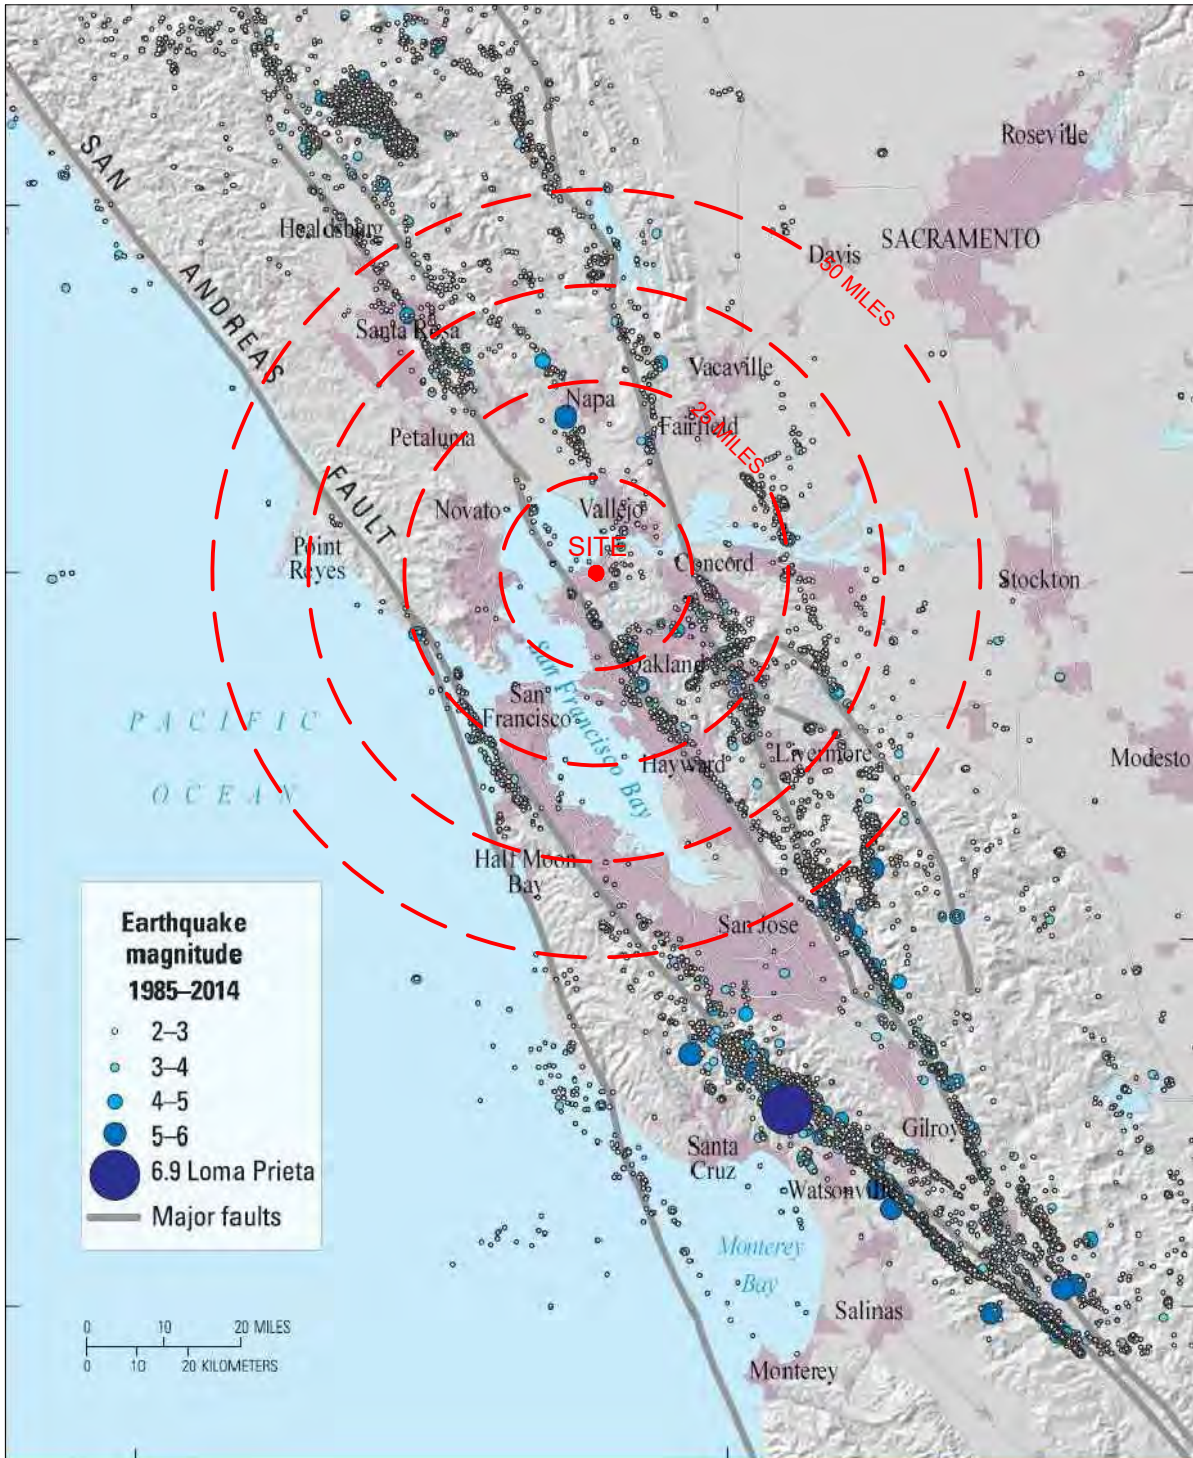 Roseville
SAN
ANDREAS
FAULT
Healdsburg
SACRAMENTO
Davis
50 MILES
Santa Rosa
Vacaville
Napa
25 MILES
Fairfield
Petaluma
Novato
Vallejo
SITE
Point
Reyes
Concord
Stockton
San Francisco Bay
Oakland
San
Francisco
PACIFIC
OCEAN
Hayward
Livermore
Modesto
Half Moon
Bay
San Jose
Earthquake
magnitude
1985–2014
2–3
3–4
4–5
5–6
6.9 Loma Prieta
Major faults
Gilroy
Santa
Cruz
Watsonville
Monterey
Bay
Salinas
Monterey
0 10 20 MILES
0 10 20 KILOMETERS